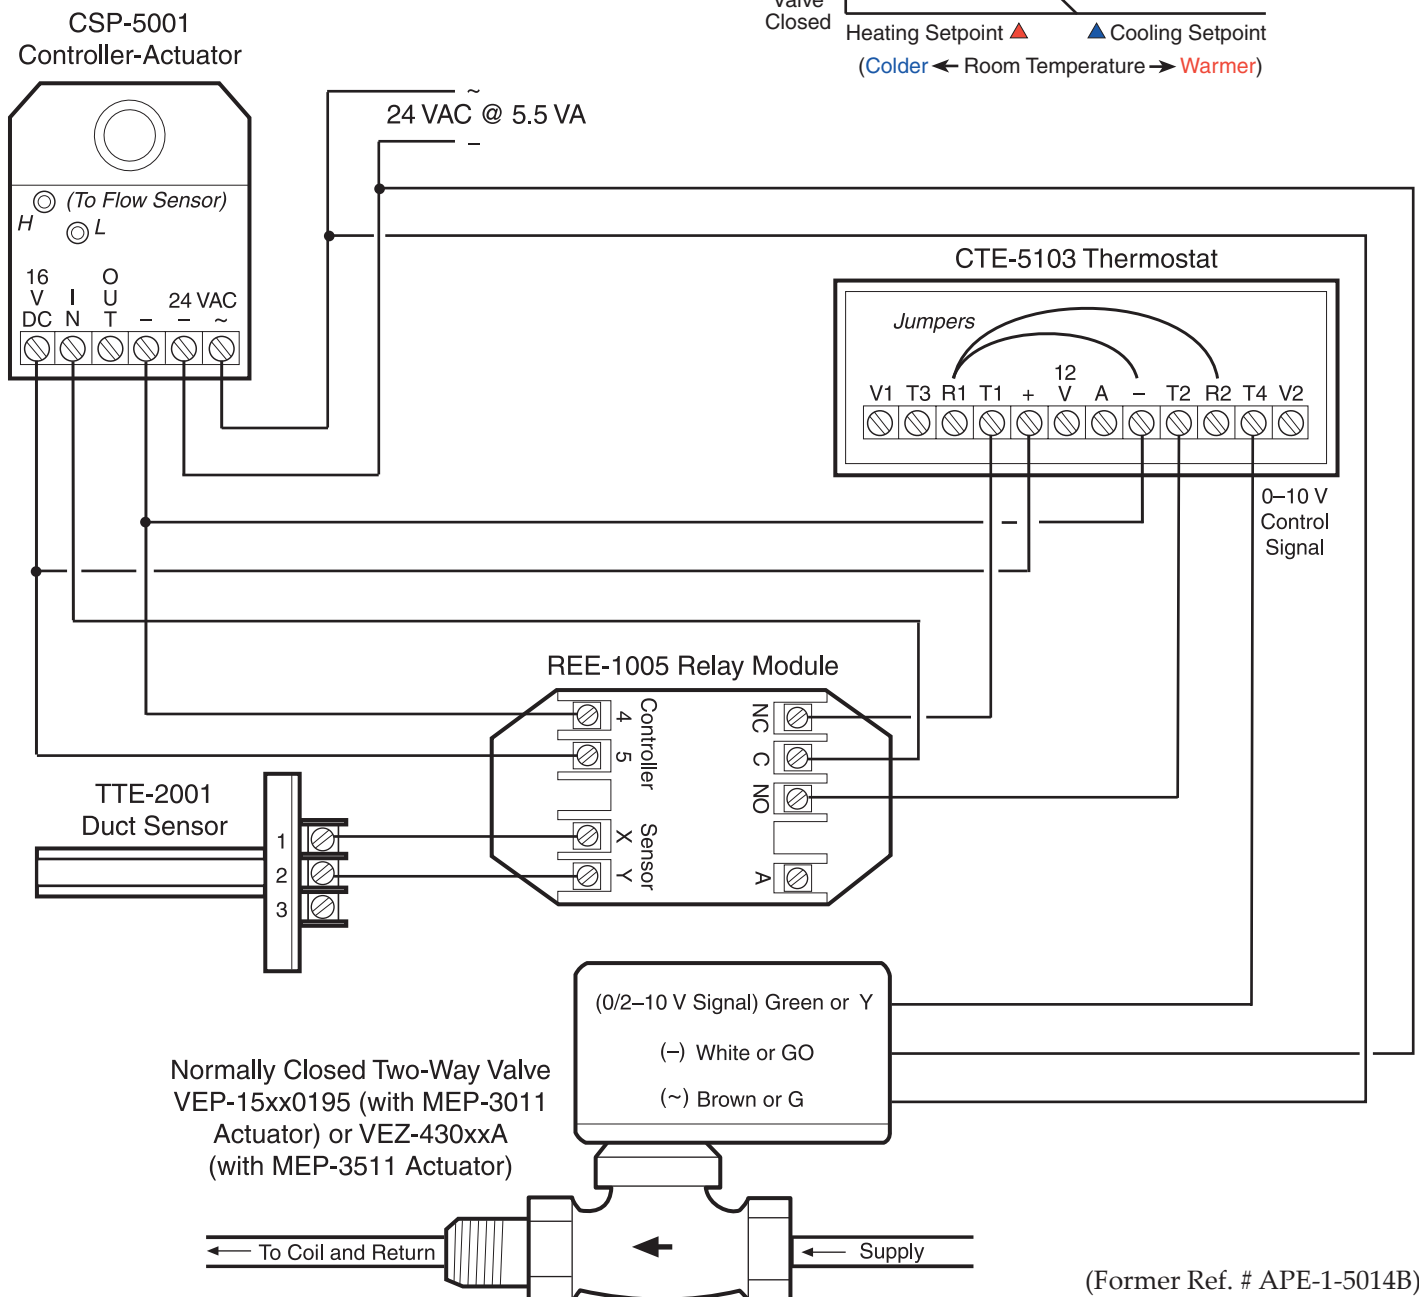 Valve
Closed
Heating Setpoint
Cooling Setpoint
(Colder Room Temperature Warmer)
CSP-5001
Controller-Actuator
~
24 VAC @ 5.5 VA
–
(To Flow Sensor)
H
L
16 V DC
IN
OUT
–
24 VAC
–
~
CTE-5103 Thermostat
Jumpers
V1 T3 R1 T1 + 12 V A – T2 R2 T4 V2
0–10 V
Control
Signal
REE-1005 Relay Module
4
5
Controller
X
Y
Sensor
NC
C
NO
A
TTE-2001
Duct Sensor
1
2
3
(0/2–10 V Signal) Green or Y
(–) White or GO
(~) Brown or G
Normally Closed Two-Way Valve
VEP-15xx0195 (with MEP-3011
Actuator) or VEZ-430xxA
(with MEP-3511 Actuator)
To Coil and Return
Supply
(Former Ref. # APE-1-5014B)